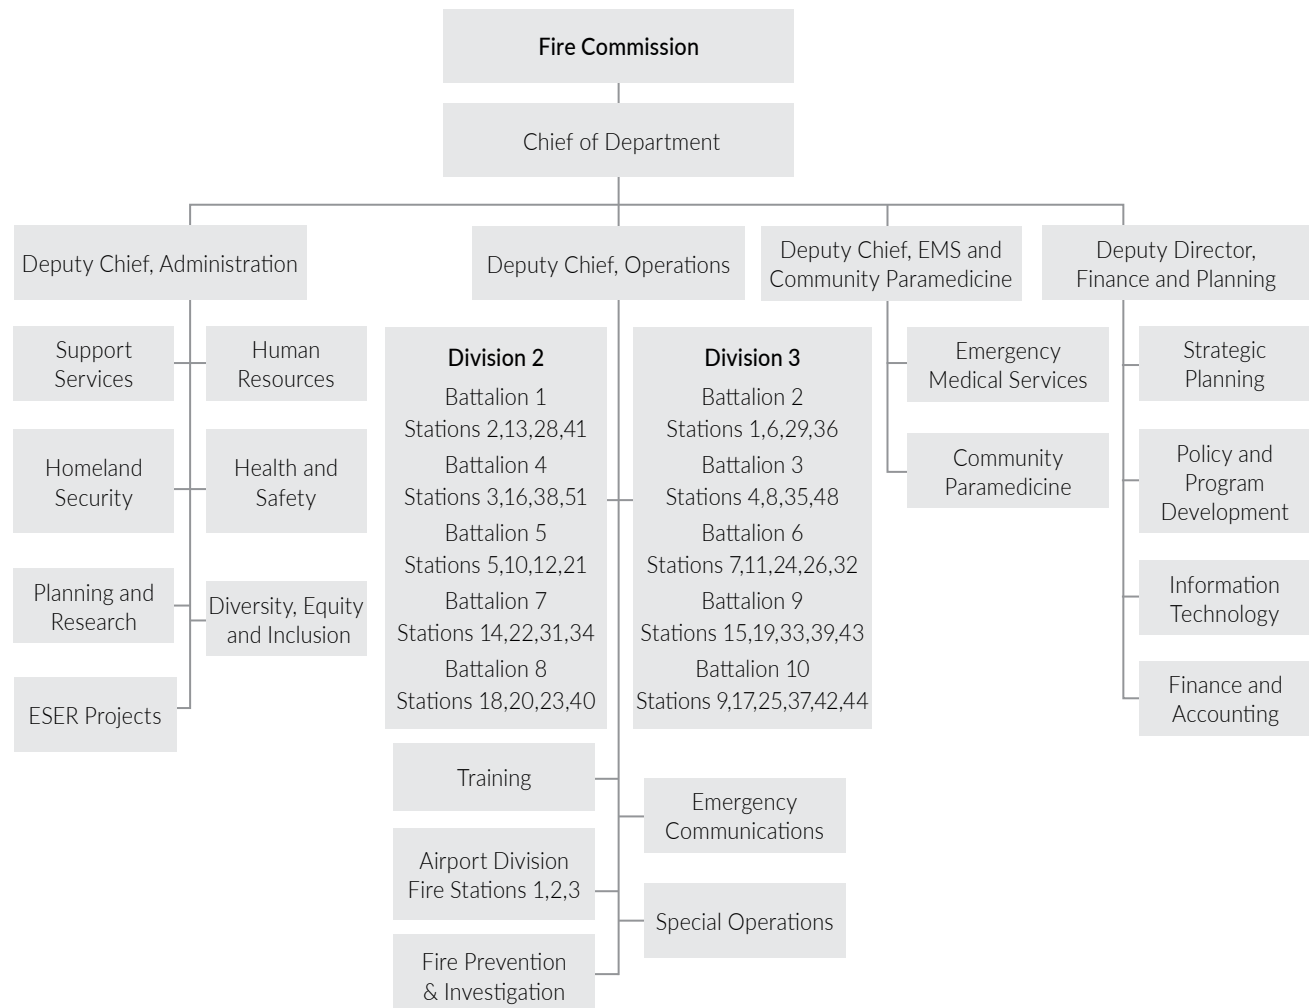 Fire Commission
Chief of Department
Deputy Chief, Administration
Support
Services
Human
Resources
Homeland
Security
Health and
Safety
Planning and
Research
Diversity, Equity
and Inclusion
ESER Projects
Deputy Chief, Operations
Division 2
Battalion 1
Stations 2,13,28,41
Battalion 4
Stations 3,16,38,51
Battalion 5
Stations 5,10,12,21
Battalion 7
Stations 14,22,31,34
Battalion 8
Stations 18,20,23,40
Division 3
Battalion 2
Stations 1,6,29,36
Battalion 3
Stations 4,8,35,48
Battalion 6
Stations 7,11,24,26,32
Battalion 9
Stations 15,19,33,39,43
Battalion 10
Stations 9,17,25,37,42,44
Training
Emergency
Communications
Airport Division
Fire Stations 1,2,3
Special Operations
Fire Prevention
& Investigation
Deputy Chief, EMS and
Community Paramedicine
Emergency
Medical Services
Community
Paramedicine
Deputy Director,
Finance and Planning
Strategic
Planning
Policy and
Program
Development
Information
Technology
Finance and
Accounting